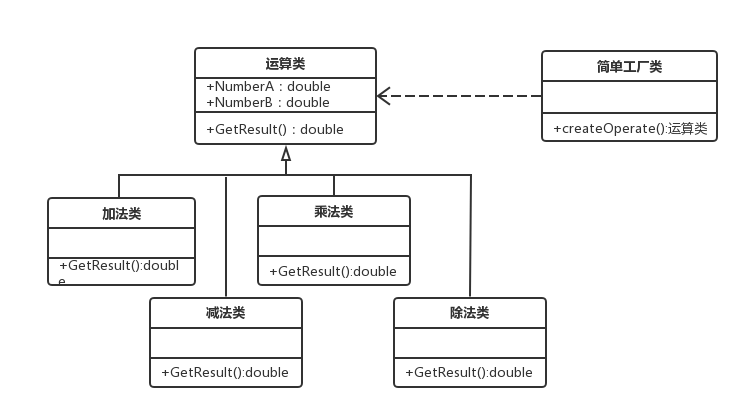 运算类
+NumberA : double
+NumberB : double
+GetResult() : double
简单工厂类
+createOperate():运算类
加法类
+GetResult():doubl
e
乘法类
+GetResult():double
减法类
+GetResult():double
除法类
+GetResult():double